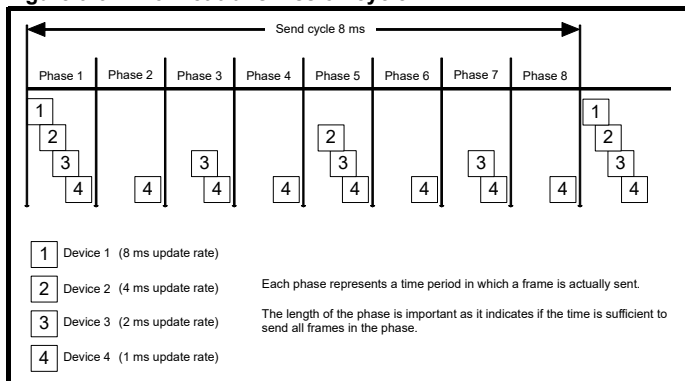 Send cycle 8 ms
Phase 1 Phase 2 Phase 3 Phase 4 Phase 5 Phase 6 Phase 7 Phase 8
1 1
2 2 2
3 3 3 3 3
4 4 4 4 4 4 4 4 4
1 Device 1 (8 ms update rate)
2 Device 2 (4 ms update rate)
3 Device 3 (2 ms update rate)
4 Device 4 (1 ms update rate)
Each phase represents a time period in which a frame is actually sent.
The length of the phase is important as it indicates if the time is sufficient to
send all frames in the phase.